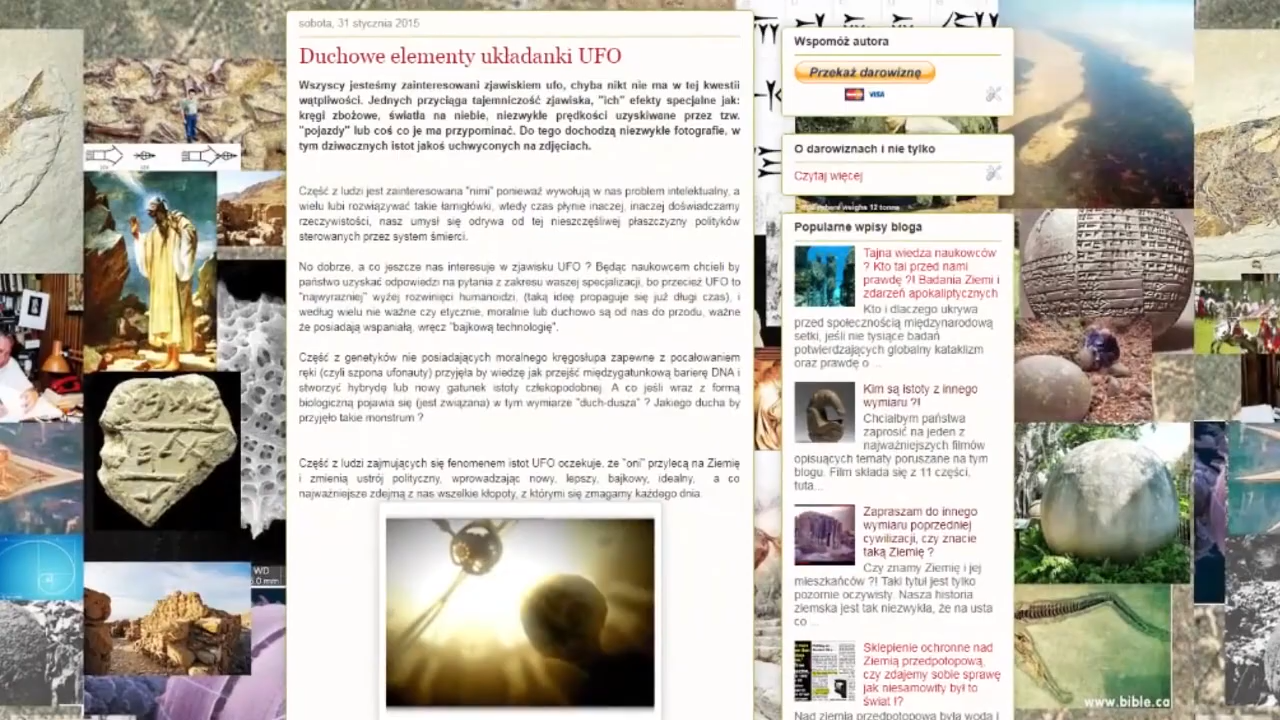 sobota, 31 stycznia 2015
Duchowe elementy układanki UFO
Wszyscy jesteśmy zainteresowani zjawiskiem ufo, chyba nikt nie ma w tej kwestii
wątpliwości. Jednych przyciąga tajemniczość zjawiska, "ich" efekty specjalne jak:
kręgi zbożowe, światła na niebie, niezwykłe prędkości uzyskiwane przez tzw.
"pojazdy" lub coś co je ma przypominać. Do tego dochodzą niezwykłe fotografie, w
tym dziwacznych istot jakoś uchwyconych na zdjęciach.
Część z ludzi jest zainteresowana "nimi" ponieważ wywołują w nas problem intelektualny, a
wielu lubi rozwiązywać takie łamigłówki, wtedy czas płynie inaczej, inaczej doświadczamy
rzeczywistości, nasz umysł się odrywa od tej nieszczęśliwej płaszczyzny polityków
sterowanych przez system śmierci.
No dobrze, a co jeszcze nas interesuje w zjawisku UFO ? Będąc naukowcem chcieli by
państwo uzyskać odpowiedzi na pytania z zakresu waszej specjalizacji, bo przecież UFO to
"najwyraźniej" wyżej rozwinięci humanoidzi, (taką ideę propaguje się już długi czas), i
według wielu nie ważne czy etycznie, moralnie lub duchowo są od nas do przodu, ważne
że posiadają wspaniałą, wręcz "bajkową technologię".
Część z genetyków nie posiadających moralnego kręgosłupa zapewne z pocałowaniem
ręki (czyli szpona ufonauty) przyjęła by wiedzę jak przejść międzygatunkową barierę DNA i
stworzyć hybrydę lub nowy gatunek istoty człekopodobnej. A co jeśli wraz z formą
biologiczną pojawia się (jest związana) w tym wymiarze "duch-dusza" ? Jakiego ducha by
przyjęło takie monstrum ?
Część z ludzi zajmujących się fenomenem istot UFO oczekuje, że "oni" przylecą na Ziemię
i zmienią ustrój polityczny, wprowadzając nowy, lepszy, bajkowy, idealny, a co
najważniejsze zdejmą z nas wszelkie kłopoty, z którymi się zmagamy każdego dnia.
Wspomóż autora
Przekaż darowiznę
VISA
O darowiznach i nie tylko
Czytaj więcej
weighs 12 tonne
Popularne wpisy bloga
Tajna wiedza naukowców
? Kto tai przed nami
prawdę ?! Badania Ziemi i
zdarzeń apokaliptycznych
Kto i dlaczego ukrywa
przed społecznością międzynarodową
setki, jeśli nie tysiące badań
potwierdzających globalny kataklizm
oraz prawdę o ...
Kim są istoty z innego
wymiaru ?!
Chciałbym państwa
zaprosić na jeden z
najważniejszych filmów
opisujących tematy poruszane na tym
blogu. Film składa się z 11 części,
tuta...
Zapraszam do innego
wymiaru poprzedniej
cywilizacji, czy znacie
taką Ziemię ?
Czy znamy Ziemię i jej
mieszkańców ?! Taki tytuł jest tylko
pozornie oczywisty. Nasza historia
ziemska jest tak niezwykła, że na usta
co ...
Sklepienie ochronne nad
Ziemią przedpotopową,
czy zdajemy sobie sprawę
jak niesamowity był to
świat !?
Nad ziemią przedpotopową była woda i
WD
5.0 mm
www.bible.ca